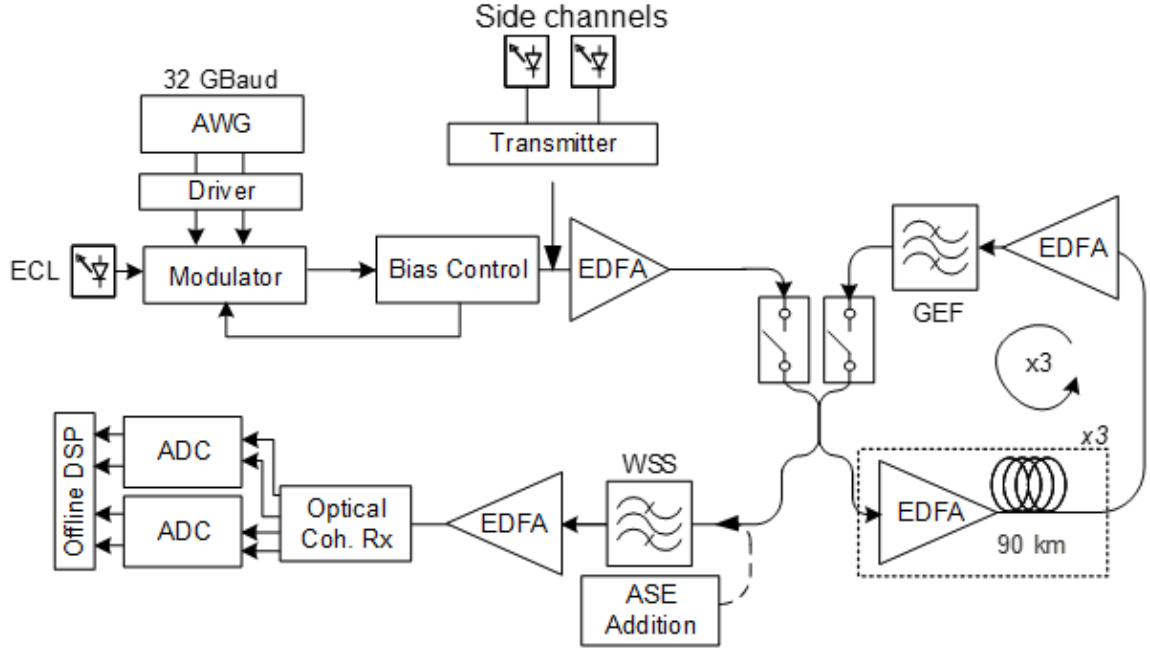 Side channels
32 GBaud
AWG
Transmitter
Driver
ECL
Modulator
Bias Control
EDFA
EDFA
GEF
x3
x3
Offline DSP
ADC
ADC
Optical
Coh. Rx
EDFA
WSS
EDFA
90 km
ASE
Addition